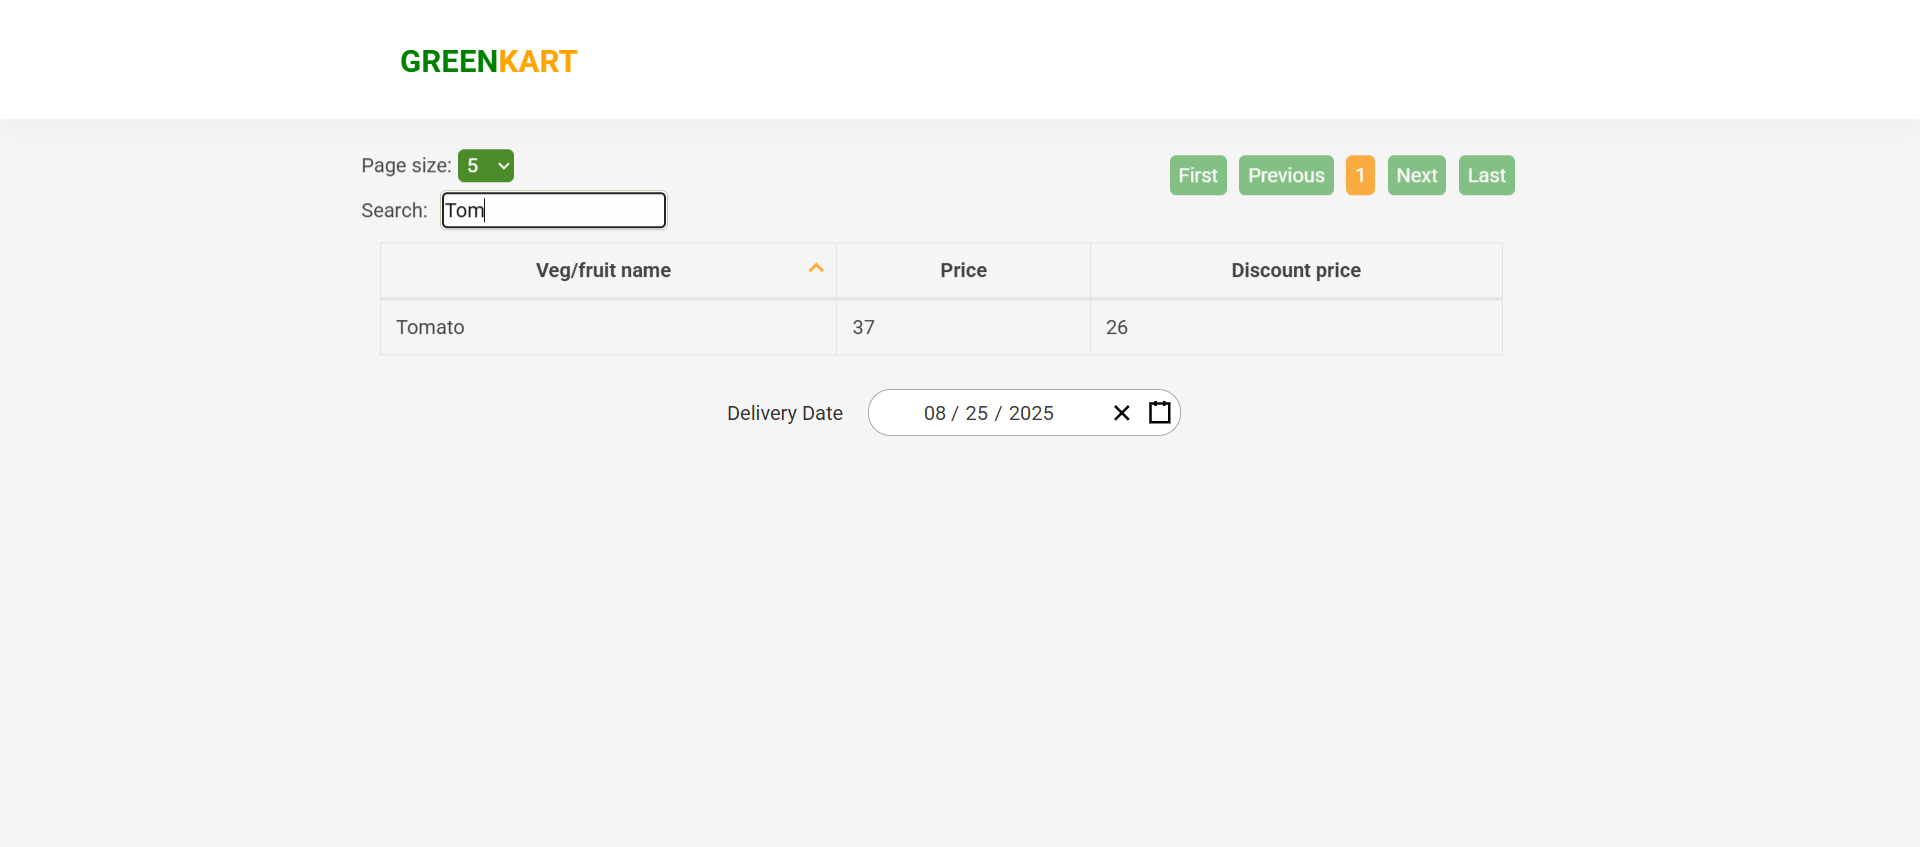 GREENKART
Page size: 5
First Previous 1 Next Last
Search: Tom
Veg/fruit name Price Discount price
Tomato 37 26
Delivery Date 08 / 25 / 2025